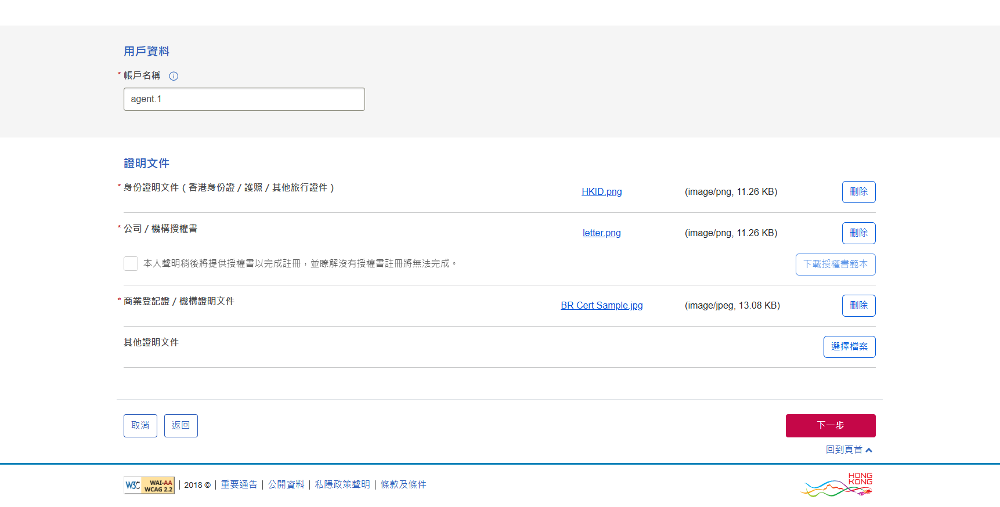 用戶資料
* 帳戶名稱
agent.1
證明文件
* 身份證明文件 ( 香港身份證 / 護照 / 其他旅行證件 ) HKID.png (image/png, 11.26 KB) 刪除
* 公司 / 機構授權書 letter.png (image/png, 11.26 KB) 刪除
本人聲明稍後將提供授權書以完成註冊，並瞭解沒有授權書註冊將無法完成。 下載授權書範本
* 商業登記證 / 機構證明文件 BR Cert Sample.jpg (image/jpeg, 13.08 KB) 刪除
其他證明文件 選擇檔案
取消 返回 下一步
回到頁首
W3C WAI-AA WCAG 2.2 | 2018 © | 重要通告 | 公開資料 | 私隱政策聲明 | 條款及條件
HONG
KONG